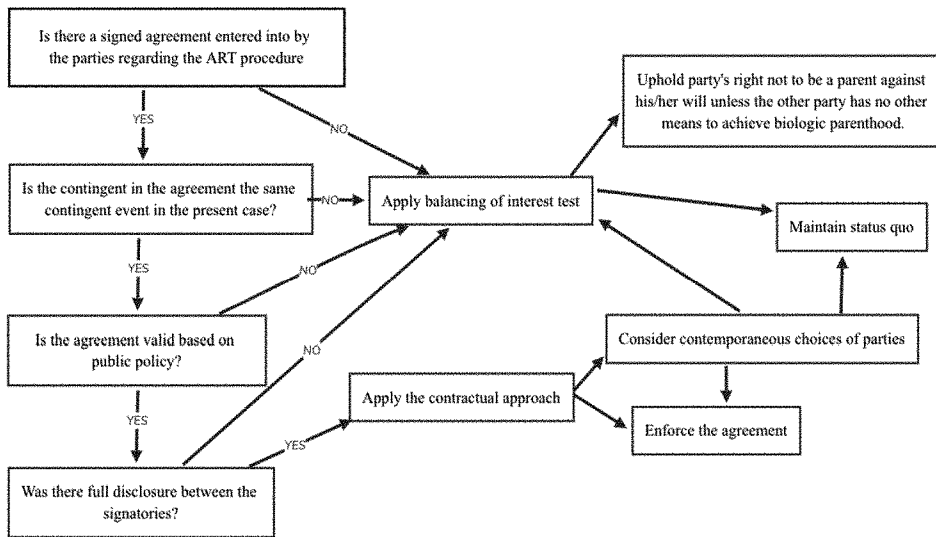 Is there a signed agreement entered into by
the parties regarding the ART procedure
YES
NO
Uphold party's right not to be a parent against
his/her will unless the other party has no other
means to achieve biologic parenthood.
Is the contingent in the agreement the same
contingent event in the present case?
NO
Apply balancing of interest test
Maintain status quo
YES
NO
Is the agreement valid based on
public policy?
NO
Consider contemporaneous choices of parties
YES
Apply the contractual approach
Enforce the agreement
YES
Was there full disclosure between the
signatories?